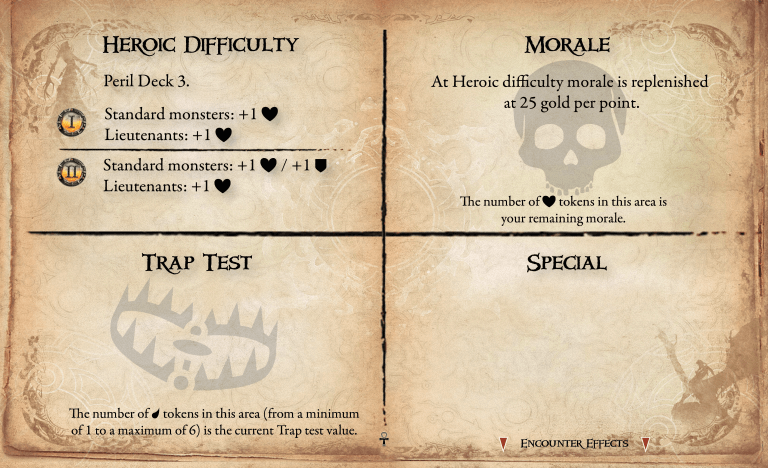 HEROIC DIFFICULTY
Peril Deck 3.
I
Standard monsters: +1
Lieutenants: +1
II
Standard monsters: +1 / +1
Lieutenants: +1
MORALE
At Heroic difficulty morale is replenished
at 25 gold per point.
The number of tokens in this area is
your remaining morale.
TRAP TEST
The number of tokens in this area (from a minimum
of 1 to a maximum of 6) is the current Trap test value.
SPECIAL
ENCOUNTER EFFECTS